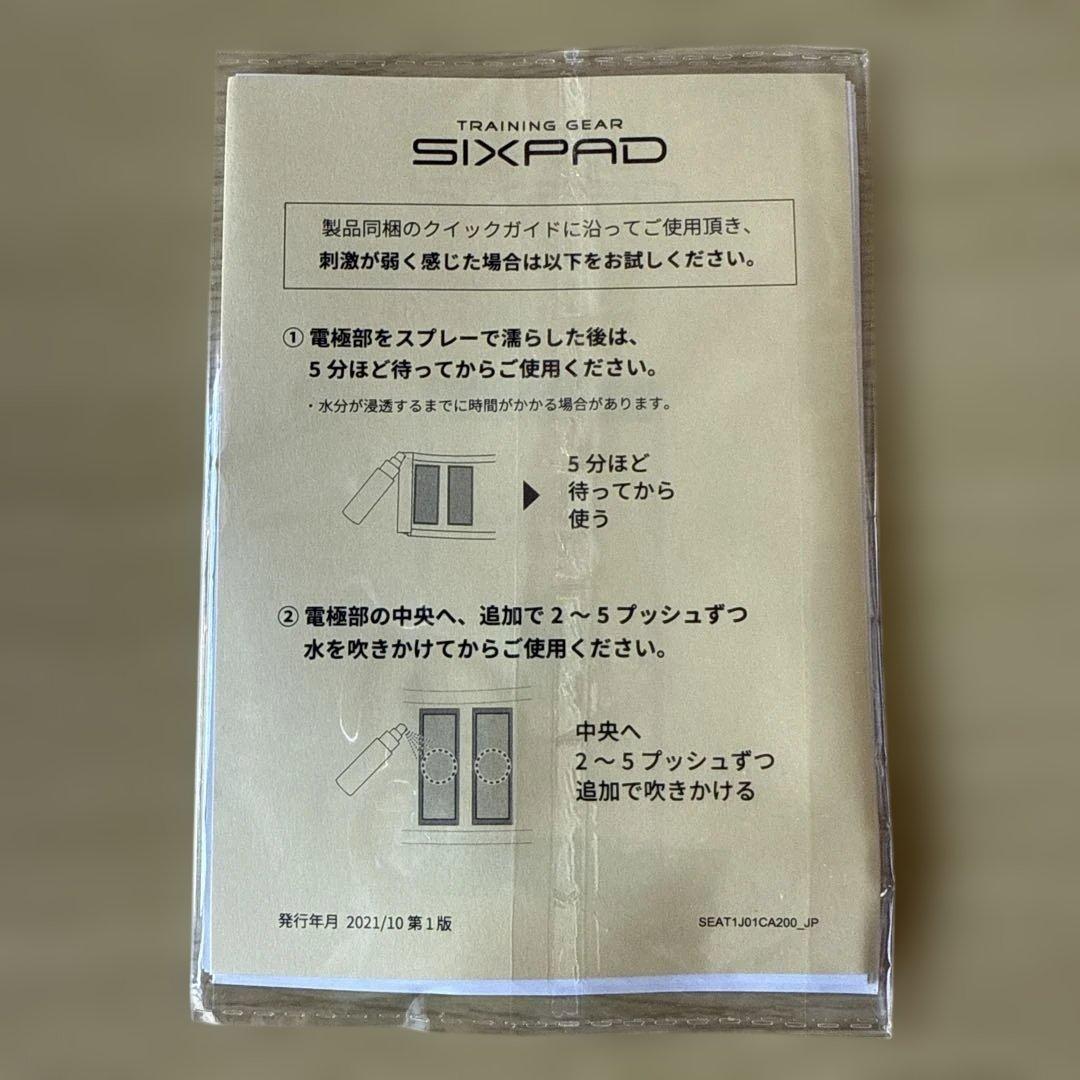 TRAINING GEAR
SIXPAD
製品同梱のクイックガイドに沿ってご使用頂き、
刺激が弱く感じた場合は以下をお試しください。
① 電極部をスプレーで濡らした後は、
5分ほど待ってからご使用ください。
・水分が浸透するまでに時間がかかる場合があります。
5分ほど
待ってから
使う
② 電極部の中央へ、追加で2〜5プッシュずつ
水を吹きかけてからご使用ください。
中央へ
2〜5プッシュずつ
追加で吹きかける
発行年月 2021/10 第1版
SEAT1J01CA200_JP